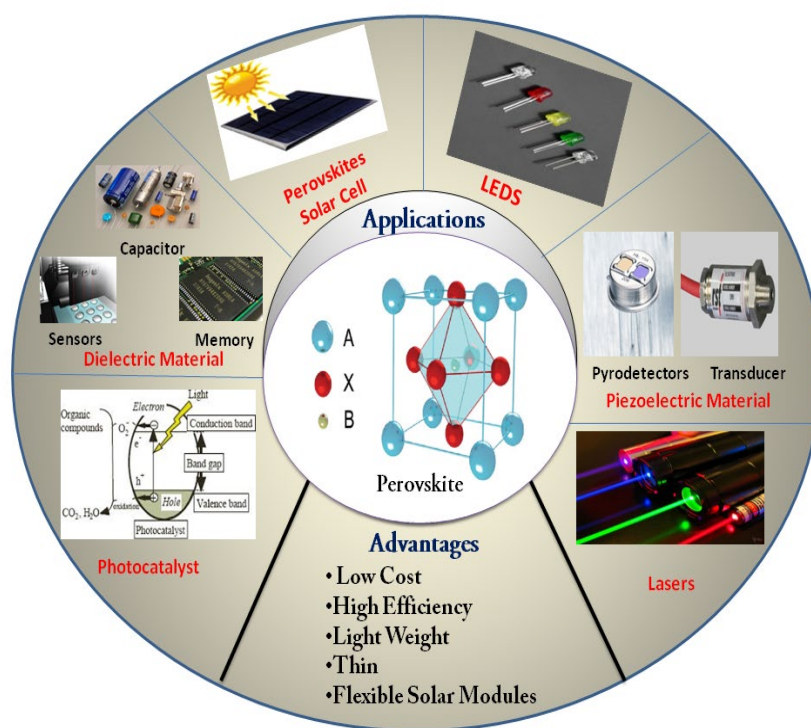 Perovskites
Solar Cell
LEDS
Applications
Capacitor
Sensors
Memory
Dielectric Material
Pyrodetectors
Transducer
Piezoelectric Material
A
X
B
Perovskite
Light
Electron
Organic
compounds
O₂⁻
Conduction band
e⁻
Band gap
h⁺
Hole
Valence band
CO₂, H₂O
oxidation
Photocatalyst
Photocatalyst
Lasers
Advantages
•Low Cost
•High Efficiency
•Light Weight
•Thin
•Flexible Solar Modules